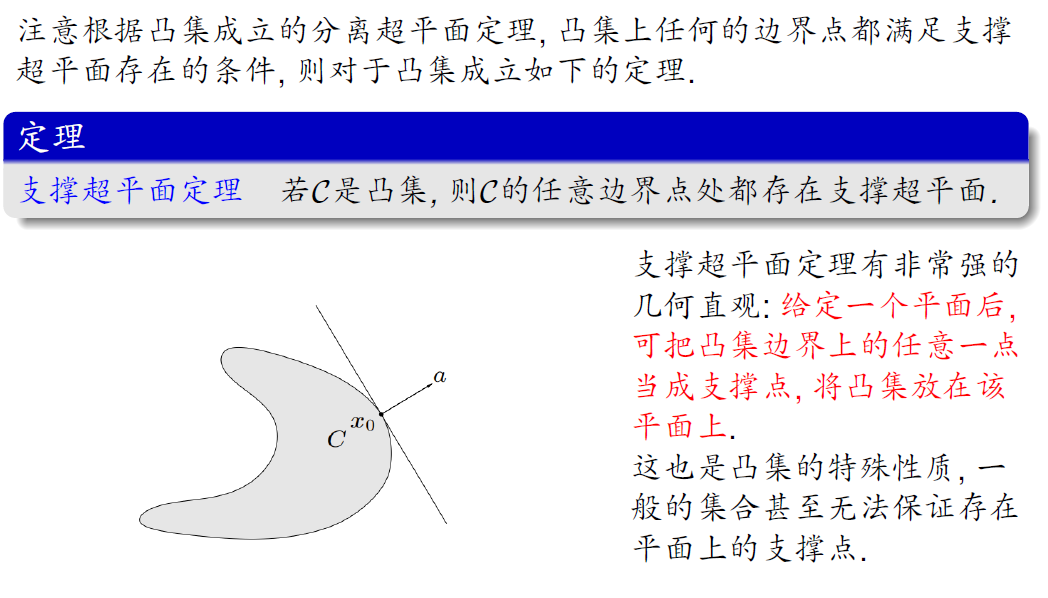 注意根据凸集成立的分离超平面定理, 凸集上任何的边界点都满足支撑
超平面存在的条件, 则对于凸集成立如下的定理.
定理
支撑超平面定理 若𝒞是凸集, 则𝒞的任意边界点处都存在支撑超平面.
支撑超平面定理有非常强的
几何直观: 给定一个平面后,
可把凸集边界上的任意一点
当成支撑点, 将凸集放在该
平面上.
这也是凸集的特殊性质, 一
般的集合甚至无法保证存在
平面上的支撑点.
a
x₀
C